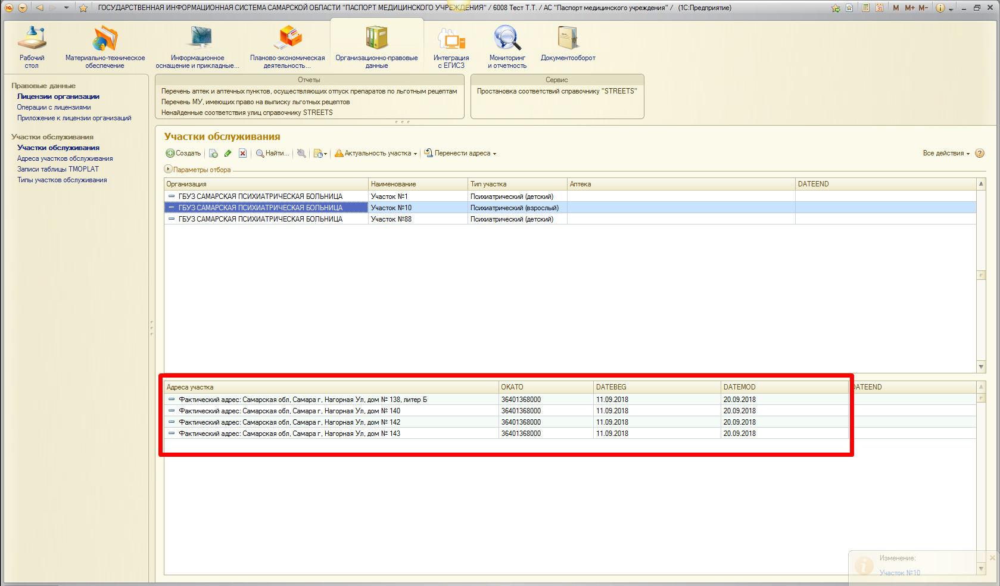 ГОСУДАРСТВЕННАЯ ИНФОРМАЦИОННАЯ СИСТЕМА САМАРСКОЙ ОБЛАСТИ "ПАСПОРТ МЕДИЦИНСКОГО УЧРЕЖДЕНИЯ" / 6008 Тест Т.Т. / АС "Паспорт медицинского учреждения" / (1С:Предприятие)
M M+ M-
Рабочий стол
Материально-техническое обеспечение
Информационное оснащение и прикладные...
Планово-экономическая деятельность...
Организационно-правовые данные
Интеграция с ЕГИСЗ
Мониторинг и отчетность
Документооборот
Правовые данные
Лицензии организации
Операции с лицензиями
Приложение к лицензии организаций
Участки обслуживания
Участки обслуживания
Адреса участков обслуживания
Записи таблицы TMOPLAT
Типы участков обслуживания
Отчеты
Перечень аптек и аптечных пунктов, осуществляющих отпуск препаратов по льготным рецептам
Перечень МУ, имеющих право на выписку льготных рецептов
Ненайденные соответствия улиц справочнику STREETS
Сервис
Простановка соответствий справочнику "STREETS"
Участки обслуживания
Создать Найти... Актуальность участка Перенести адреса Все действия
Параметры отбора
Организация Наименование Тип участка Аптека DATEEND
ГБУЗ САМАРСКАЯ ПСИХИАТРИЧЕСКАЯ БОЛЬНИЦА Участок №1 Психиатрический (детский)
ГБУЗ САМАРСКАЯ ПСИХИАТРИЧЕСКАЯ БОЛЬНИЦА Участок №10 Психиатрический (взрослый)
ГБУЗ САМАРСКАЯ ПСИХИАТРИЧЕСКАЯ БОЛЬНИЦА Участок №88 Психиатрический (детский)
Адреса участка OKATO DATEBEG DATEMOD DATEEND
Фактический адрес: Самарская обл, Самара г, Нагорная Ул, дом № 138, литер Б 36401368000 11.09.2018 20.09.2018
Фактический адрес: Самарская обл, Самара г, Нагорная Ул, дом № 140 36401368000 11.09.2018 20.09.2018
Фактический адрес: Самарская обл, Самара г, Нагорная Ул, дом № 142 36401368000 11.09.2018 20.09.2018
Фактический адрес: Самарская обл, Самара г, Нагорная Ул, дом № 143 36401368000 11.09.2018 20.09.2018
Изменение:
Участок №10